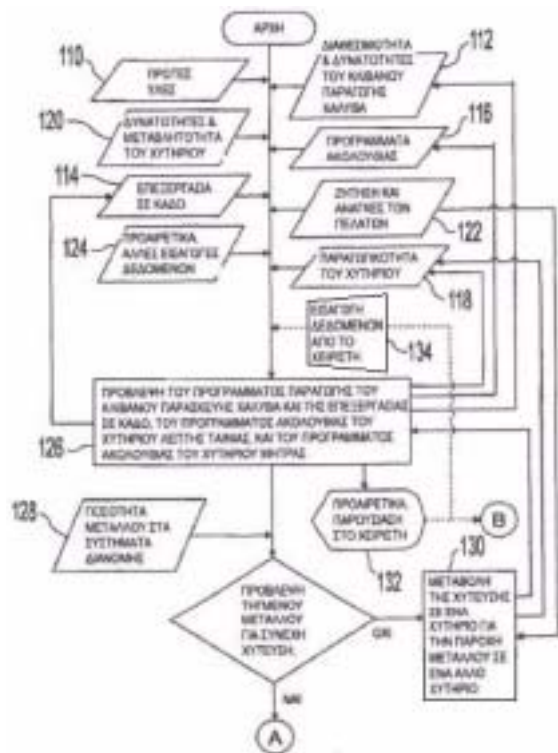 ΑΡΧΗ
110
ΠΡΩΤΕΣ
ΥΛΕΣ
ΔΙΑΘΕΣΙΜΟΤΗΤΑ
& ΔΥΝΑΤΟΤΗΤΕΣ
ΤΟΥ ΚΛΙΒΑΝΟΥ
ΠΑΡΑΓΩΓΗΣ
ΧΑΛΥΒΑ
112
120
ΔΥΝΑΤΟΤΗΤΕΣ &
ΜΕΤΑΒΛΗΤΟΤΗΤΑ
ΤΟΥ ΧΥΤΗΡΙΟΥ
ΠΡΟΓΡΑΜΜΑΤΑ
ΑΚΟΛΟΥΘΙΑΣ
116
114
ΕΠΕΞΕΡΓΑΣΙΑ
ΣΕ ΚΑΔΟ
ΖΗΤΗΣΗ ΚΑΙ
ΑΝΑΓΚΕΣ ΤΩΝ
ΠΕΛΑΤΩΝ
122
124
ΠΡΟΑΙΡΕΤΙΚΑ,
ΑΛΛΕΣ ΕΙΣΑΓΩΓΕΣ
ΔΕΔΟΜΕΝΩΝ
ΠΑΡΑΓΩΓΙΚΟΤΗΤΑ
ΤΟΥ ΧΥΤΗΡΙΟΥ
118
ΕΙΣΑΓΩΓΗ
ΔΕΔΟΜΕΝΩΝ
ΑΠΟ ΤΟ
ΧΕΙΡΙΣΤΗ
134
ΠΡΟΒΛΕΨΗ ΤΟΥ ΠΡΟΓΡΑΜΜΑΤΟΣ ΠΑΡΑΓΩΓΗΣ ΤΟΥ
ΚΛΙΒΑΝΟΥ ΠΑΡΑΣΚΕΥΗΣ ΧΑΛΥΒΑ ΚΑΙ ΤΗΣ ΕΠΕΞΕΡΓΑΣΙΑΣ
ΣΕ ΚΑΔΟ, ΤΟΥ ΠΡΟΓΡΑΜΜΑΤΟΣ ΑΚΟΛΟΥΘΙΑΣ ΤΟΥ
ΧΥΤΗΡΙΟΥ ΛΕΠΤΗΣ ΤΑΙΝΙΑΣ, ΚΑΙ ΤΟΥ ΠΡΟΓΡΑΜΜΑΤΟΣ
ΑΚΟΛΟΥΘΙΑΣ ΤΟΥ ΧΥΤΗΡΙΟΥ ΜΗΤΡΑΣ
126
128
ΠΟΣΟΤΗΤΑ
ΜΕΤΑΛΛΟΥ ΣΤΑ
ΣΥΣΤΗΜΑΤΑ
ΔΙΑΝΟΜΗΣ
ΠΡΟΑΙΡΕΤΙΚΑ,
ΠΑΡΟΥΣΙΑΣΗ
ΣΤΟ ΧΕΙΡΙΣΤΗ
132
B
130
ΜΕΤΑΒΟΛΗ
ΤΗΣ ΧΥΤΕΥΣΗΣ
ΣΕ ΕΝΑ
ΧΥΤΗΡΙΟ ΓΙΑ
ΤΗΝ ΠΑΡΟΧΗ
ΜΕΤΑΛΛΟΥ ΣΕ
ΕΝΑ ΑΛΛΟ
ΧΥΤΗΡΙΟ
ΠΡΟΒΛΕΨΗ
ΤΗΓΜΕΝΟΥ
ΜΕΤΑΛΛΟΥ
ΓΙΑ ΣΥΝΕΧΗ
ΧΥΤΕΥΣΗ;
ΟΧΙ
ΝΑΙ
A